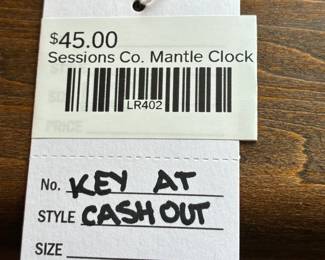 $45.00
Sessions Co. Mantle Clock
LR402
PRICE
No. KEY AT
STYLE CASH OUT
SIZE